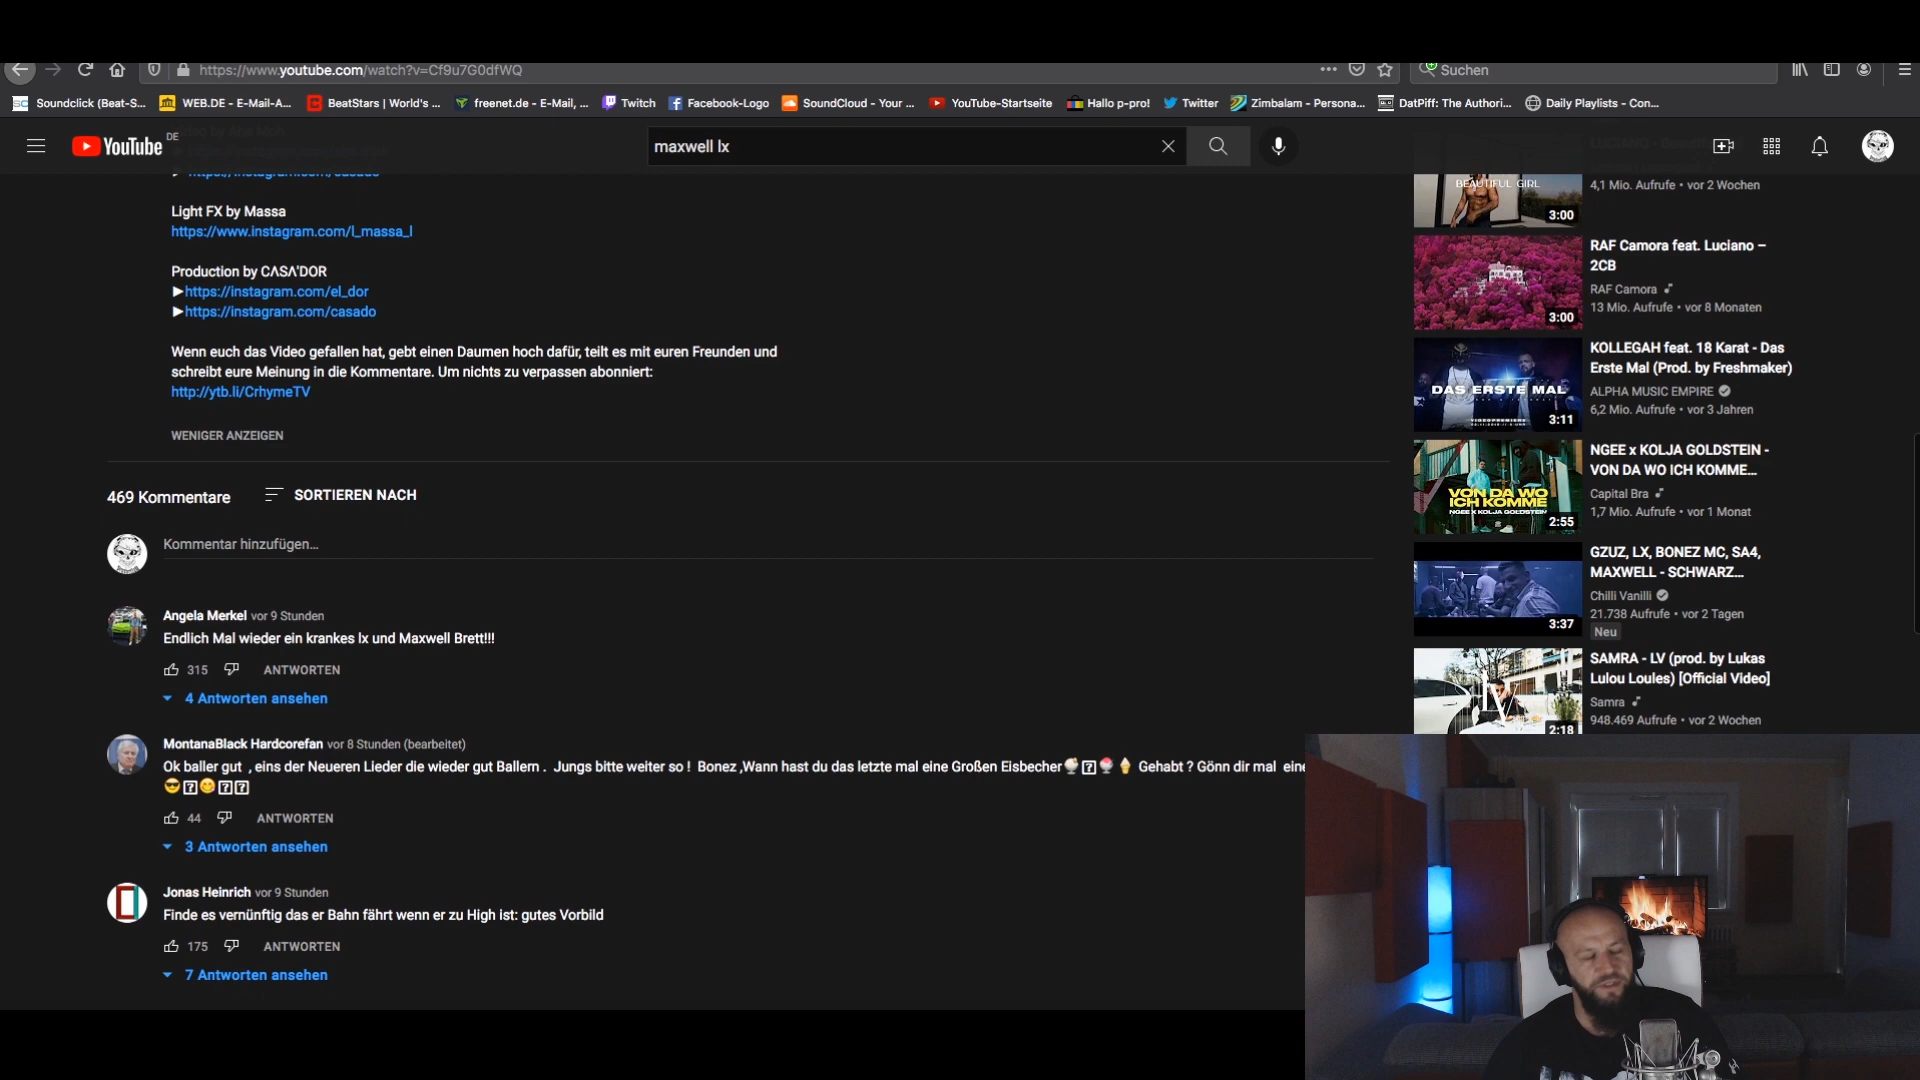 https://www.youtube.com/watch?v=Cf9u7G0dfWQ
Suchen
Soundclick (Beat-S...
WEB.DE - E-Mail-A...
BeatStars | World's ...
freenet.de - E-Mail, ...
Twitch
Facebook-Logo
SoundCloud - Your ...
YouTube-Startseite
Hallo p-pro!
Twitter
Zimbalam - Persona...
DatPiff: The Authori...
Daily Playlists - Con...
YouTube
DE
maxwell lx
Light FX by Massa
https://www.instagram.com/l_massa_l
Production by CΛSΛ'DOR
▶https://instagram.com/el_dor
▶https://instagram.com/casado
Wenn euch das Video gefallen hat, gebt einen Daumen hoch dafür, teilt es mit euren Freunden und
schreibt eure Meinung in die Kommentare. Um nichts zu verpassen abonniert:
http://ytb.li/CrhymeTV
WENIGER ANZEIGEN
469 Kommentare
SORTIEREN NACH
Kommentar hinzufügen...
Angela Merkel vor 9 Stunden
Endlich Mal wieder ein krankes lx und Maxwell Brett!!!
315
ANTWORTEN
4 Antworten ansehen
MontanaBlack Hardcorefan vor 8 Stunden (bearbeitet)
Ok baller gut , eins der Neueren Lieder die wieder gut Ballern . Jungs bitte weiter so ! Bonez ,Wann hast du das letzte mal eine Großen Eisbecher🍨🍧🍦 Gehabt ? Gönn dir mal eine
😎😋
44
ANTWORTEN
3 Antworten ansehen
Jonas Heinrich vor 9 Stunden
Finde es vernünftig das er Bahn fährt wenn er zu High ist: gutes Vorbild
175
ANTWORTEN
7 Antworten ansehen
BEAUTIFUL GIRL
3:00
4,1 Mio. Aufrufe • vor 2 Wochen
3:00
RAF Camora feat. Luciano –
2CB
RAF Camora
13 Mio. Aufrufe • vor 8 Monaten
DAS ERSTE MAL
3:11
KOLLEGAH feat. 18 Karat - Das
Erste Mal (Prod. by Freshmaker)
ALPHA MUSIC EMPIRE
6,2 Mio. Aufrufe • vor 3 Jahren
VON DA WO
ICH KOMME
NGEE X KOLJA GOLDSTEIN
2:55
NGEE x KOLJA GOLDSTEIN -
VON DA WO ICH KOMME...
Capital Bra
1,7 Mio. Aufrufe • vor 1 Monat
3:37
GZUZ, LX, BONEZ MC, SA4,
MAXWELL - SCHWARZ...
Chilli Vanilli
21.738 Aufrufe • vor 2 Tagen
Neu
LV
2:18
SAMRA - LV (prod. by Lukas
Lulou Loules) [Official Video]
Samra
948.469 Aufrufe • vor 2 Wochen